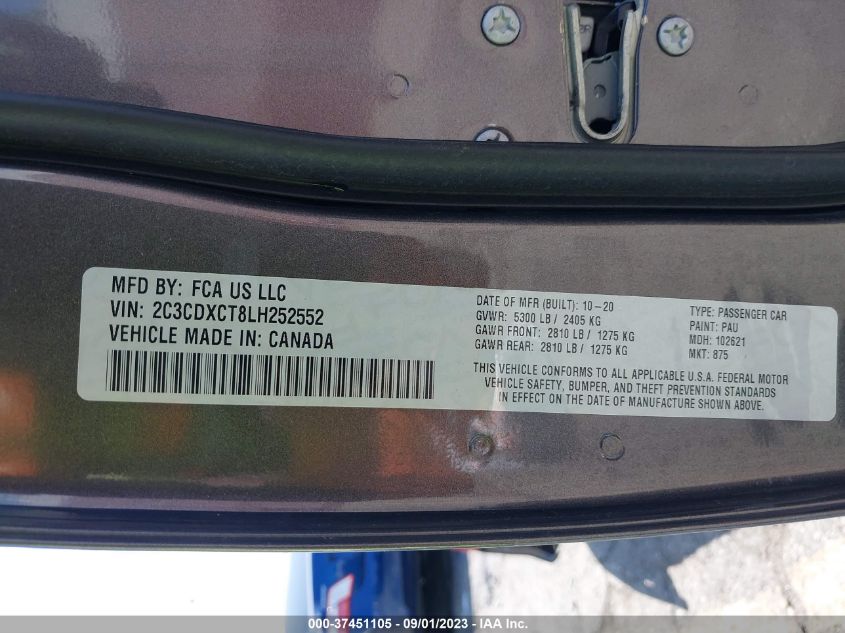 MFD BY: FCA US LLC
VIN: 2C3CDXCT8LH252552
VEHICLE MADE IN: CANADA
DATE OF MFR (BUILT): 10-20
GVWR: 5300 LB / 2405 KG
GAWR FRONT: 2810 LB / 1275 KG
GAWR REAR: 2810 LB / 1275 KG
TYPE: PASSENGER CAR
PAINT: PAU
MDH: 102621
MKT: 875
THIS VEHICLE CONFORMS TO ALL APPLICABLE U.S.A. FEDERAL MOTOR
VEHICLE SAFETY, BUMPER, AND THEFT PREVENTION STANDARDS
IN EFFECT ON THE DATE OF MANUFACTURE SHOWN ABOVE.
000-37451105 - 09/01/2023 - IAA Inc.